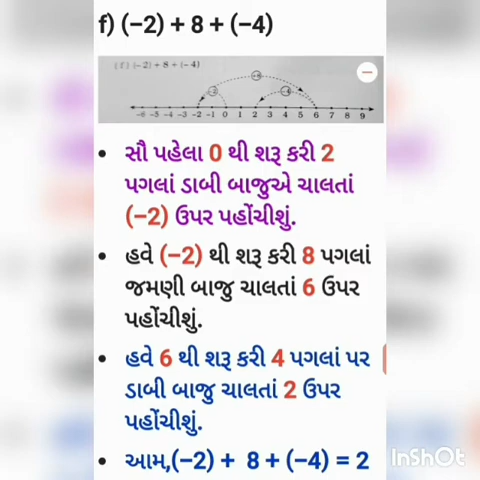 f) (−2) + 8 + (−4)
(f) (−2) + 8 + (−4)
+8
−2
−4
−6 −5 −4 −3 −2 −1 0 1 2 3 4 5 6 7 8 9
• સૌ પહેલા 0 થી શરૂ કરી 2
પગલાં ડાબી બાજુએ ચાલતાં
(−2) ઉપર પહોંચીશું.
• હવે (−2) થી શરૂ કરી 8 પગલાં
જમણી બાજુ ચાલતાં 6 ઉપર
પહોંચીશું.
• હવે 6 થી શરૂ કરી 4 પગલાં પર
ડાબી બાજુ ચાલતાં 2 ઉપર
પહોંચીશું.
• આમ,(−2) + 8 + (−4) = 2
InShOt